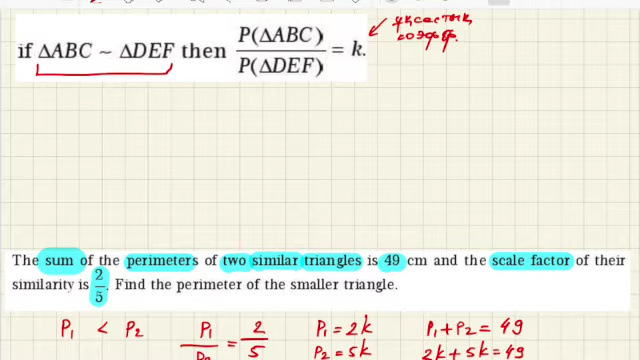 if ΔABC ~ ΔDEF then P(ΔABC) / P(ΔDEF) = k.
коэфф.
The sum of the perimeters of two similar triangles is 49 cm and the scale factor of their
similarity is 2/5. Find the perimeter of the smaller triangle.
P₁ < P₂ P₁/P₂ = 2/5 P₁ = 2k P₁ + P₂ = 49
P₂ = 5k 2k + 5k = 49